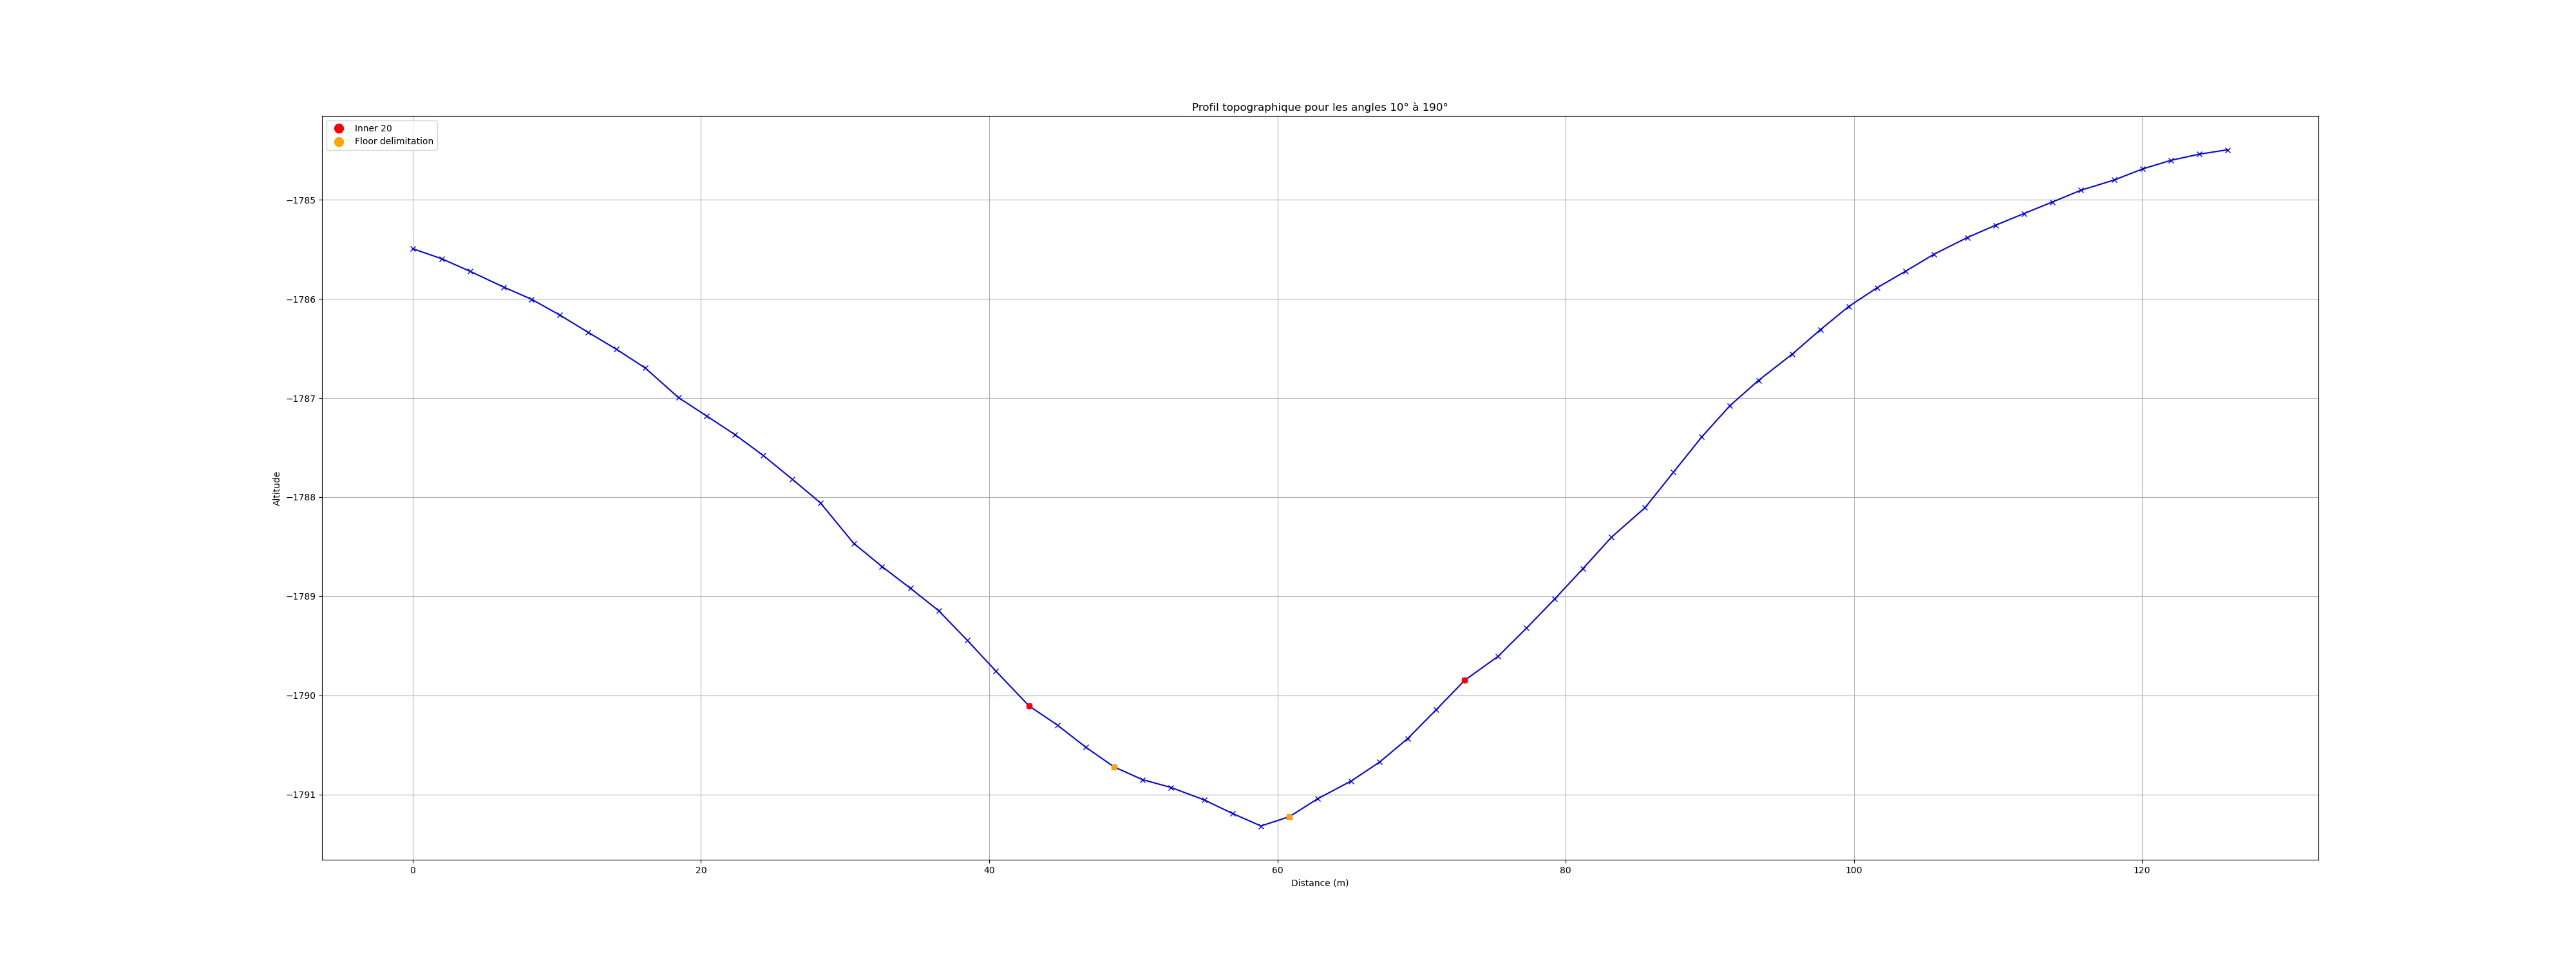 Profil topographique pour les angles 10° à 190°
Inner 20
Floor delimitation
−1785
−1786
−1787
−1788
−1789
−1790
−1791
Altitude
0 20 40 60 80 100 120
Distance (m)